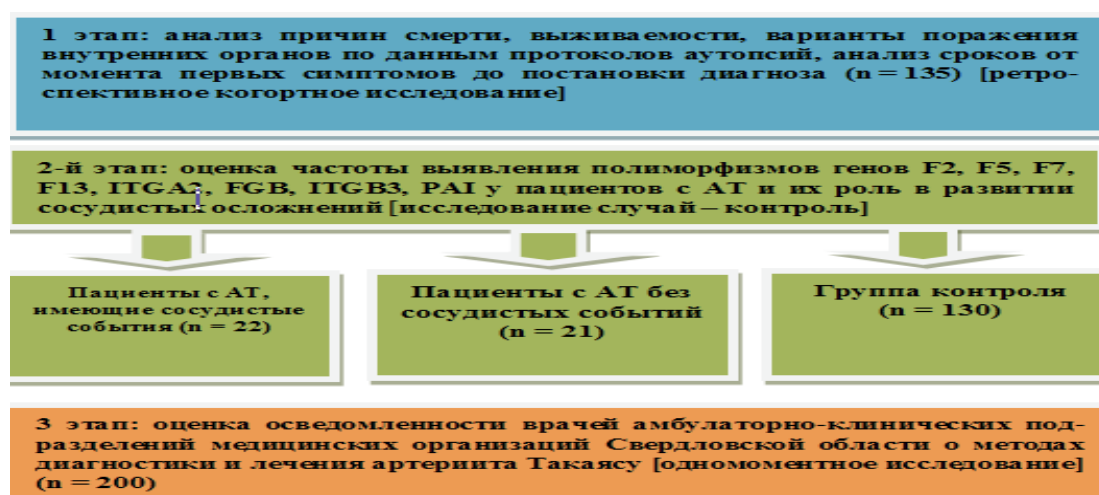 1 этап: анализ причин смерти, выживаемости, варианты поражения
внутренних органов по данным протоколов аутопсий, анализ сроков от
момента первых симптомов до постановки диагноза (n = 135) [ретро-
спективное когортное исследование]
2-й этап: оценка частоты выявления полиморфизмов генов F2, F5, F7,
F13, ITGA2, FGB, ITGB3, PAI у пациентов с АТ и их роль в развитии
сосудистых осложнений [исследование случай – контроль]
Пациенты с АТ,
имеющие сосудистые
события (n = 22)
Пациенты с АТ без
сосудистых событий
(n = 21)
Группа контроля
(n = 130)
3 этап: оценка осведомленности врачей амбулаторно-клинических под-
разделений медицинских организаций Свердловской области о методах
диагностики и лечения артериита Такаясу [одномоментное исследование]
(n = 200)